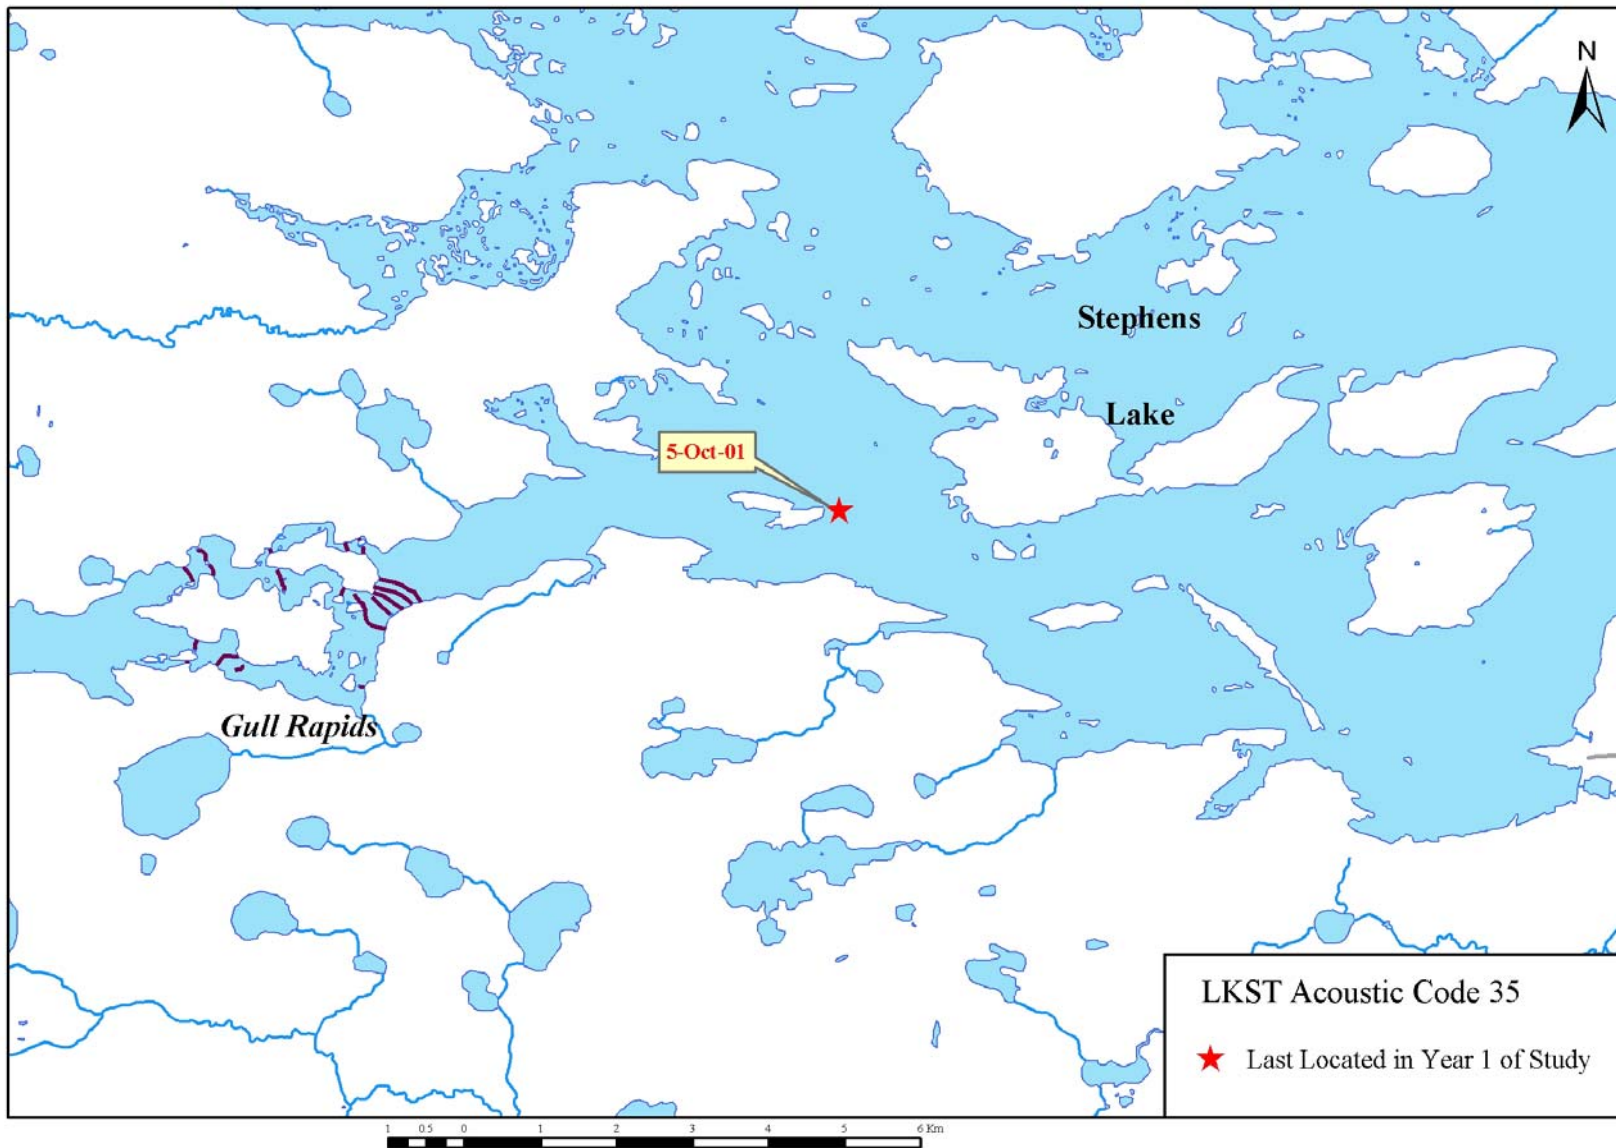 N
Stephens
Lake
5-Oct-01
Gull Rapids
LKST Acoustic Code 35
Last Located in Year 1 of Study
1 0.5 0 1 2 3 4 5 6 Km